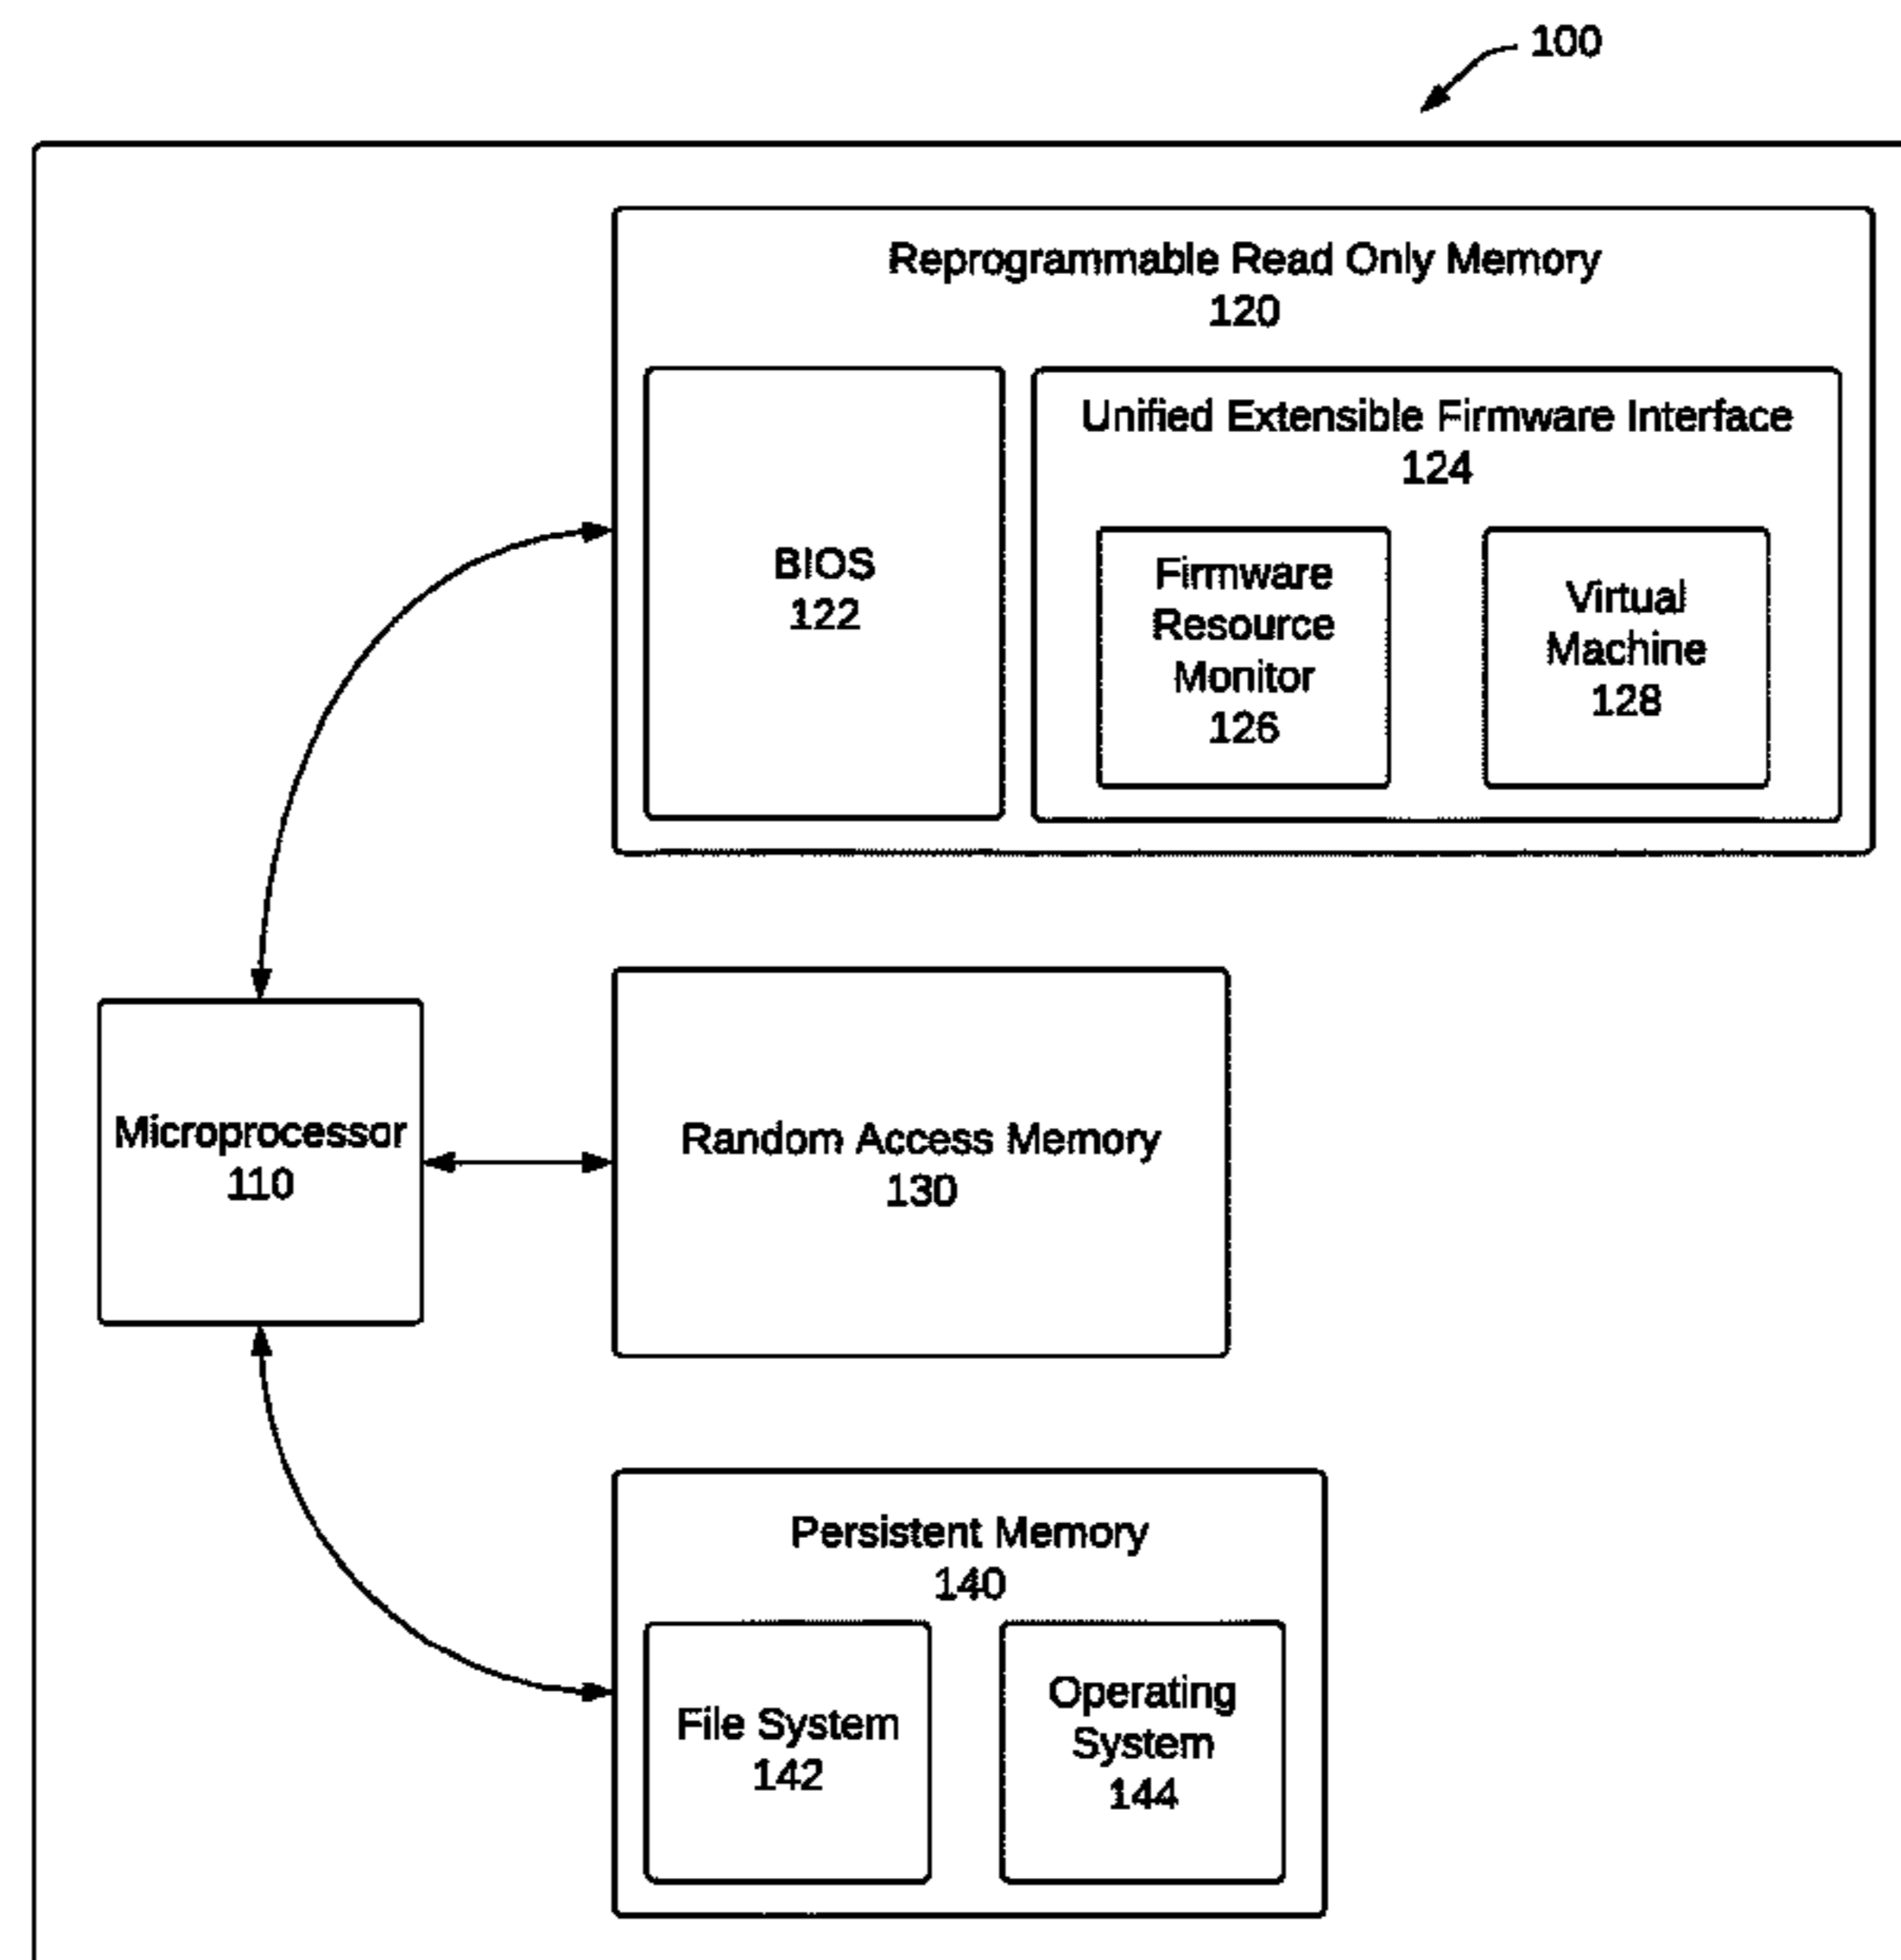 100
Reprogrammable Read Only Memory
120
BIOS
122
Unified Extensible Firmware Interface
124
Firmware
Resource
Monitor
126
Virtual
Machine
128
Microprocessor
110
Random Access Memory
130
Persistent Memory
140
File System
142
Operating
System
144